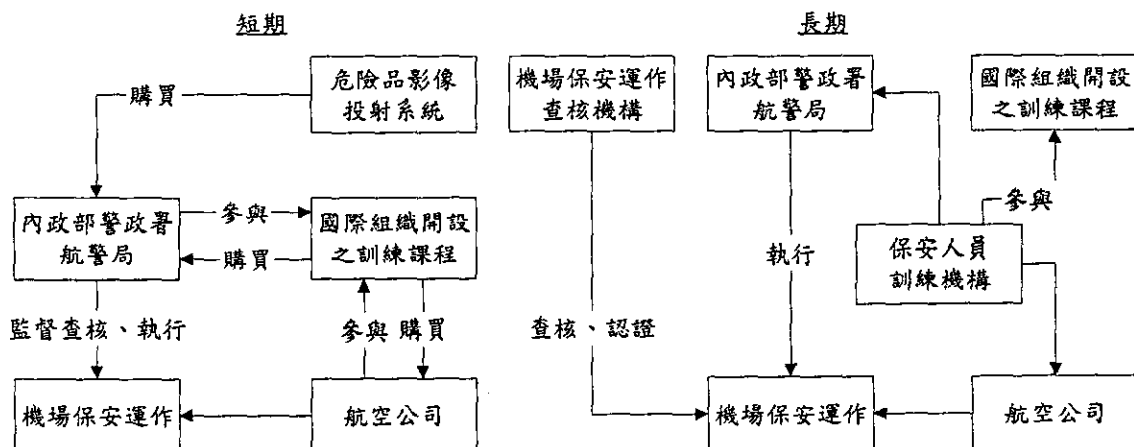 短期
危險品影像
投射系統
購買
內政部警政署
航警局
參與
購買
國際組織開設
之訓練課程
監督查核、執行
參與
購買
機場保安運作
航空公司
長期
機場保安運作
查核機構
內政部警政署
航警局
國際組織開設
之訓練課程
參與
保安人員
訓練機構
執行
查核、認證
機場保安運作
航空公司